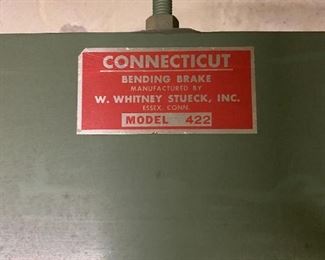 CONNECTICUT
BENDING BRAKE
MANUFACTURED BY
W. WHITNEY STUECK, INC.
ESSEX, CONN.
MODEL 422